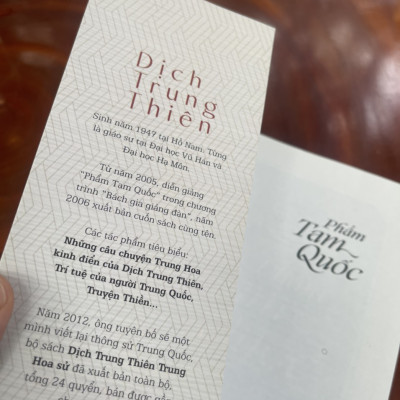 Dịch
Trung
Thiên
Sinh năm 1947 tại Hồ Nam. Từng
là giáo sư tại Đại học Vũ Hán và
Đại học Hạ Môn.
Từ năm 2005, diễn giảng
"Phẩm Tam Quốc" trong chương
trình "Bách gia giảng đàn", năm
2006 xuất bản cuốn sách cùng tên.
Các tác phẩm tiêu biểu:
Những câu chuyện Trung Hoa
kinh điển của Dịch Trung Thiên,
Trí tuệ của người Trung Quốc,
Truyện Thiền...
Năm 2012, ông tuyên bố sẽ một
mình viết lại thông sử Trung Quốc,
bộ sách Dịch Trung Thiên Trung
Hoa sử đã xuất bản toàn bộ,
tổng 24 quyển, bán được gần
Phẩm
Tam
Quốc